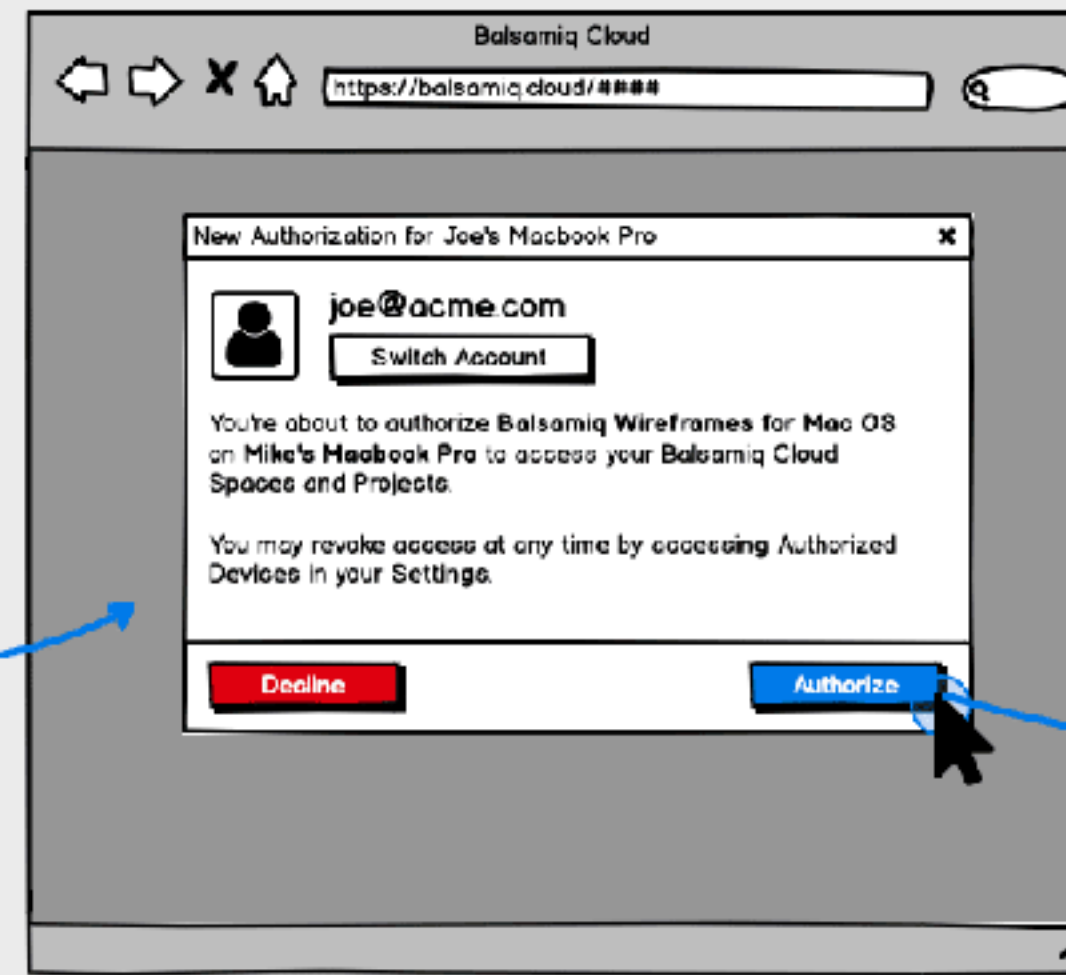 Balsamiq Cloud
https://balsamiq.cloud/####
New Authorization for Joe's Macbook Pro
joe@acme.com
Switch Account
You're about to authorize Balsamiq Wireframes for Mac OS
on Mike's Macbook Pro to access your Balsamiq Cloud
Spaces and Projects.
You may revoke access at any time by accessing Authorized
Devices in your Settings.
Decline
Authorize